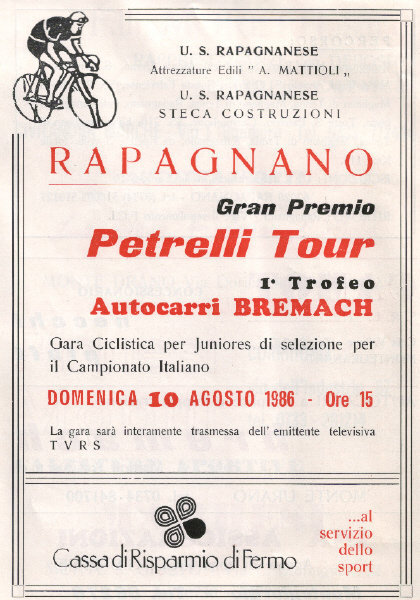 U. S. RAPAGNANESE
Attrezzature Edili " A. MATTIOLI „
U. S. RAPAGNANESE
STECA COSTRUZIONI
RAPAGNANO
Gran Premio
Petrelli Tour
1° Trofeo
Autocarri BREMACH
Gara Ciclistica per Juniores di selezione per
il Campionato Italiano
DOMENICA 10 AGOSTO 1986 - Ore 15
La gara sarà interamente trasmessa dell'emittente televisiva
T V R S
Cassa di Risparmio di Fermo
...al
servizio
dello
sport